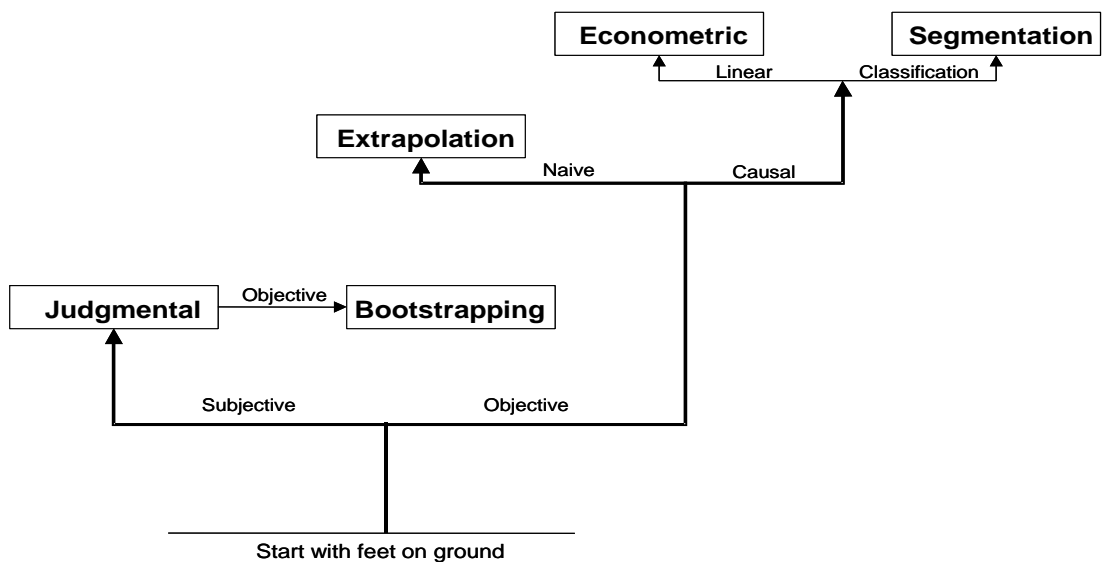 Econometric
Segmentation
Linear
Classification
Extrapolation
Naive
Causal
Judgmental
Objective
Bootstrapping
Subjective
Objective
Start with feet on ground